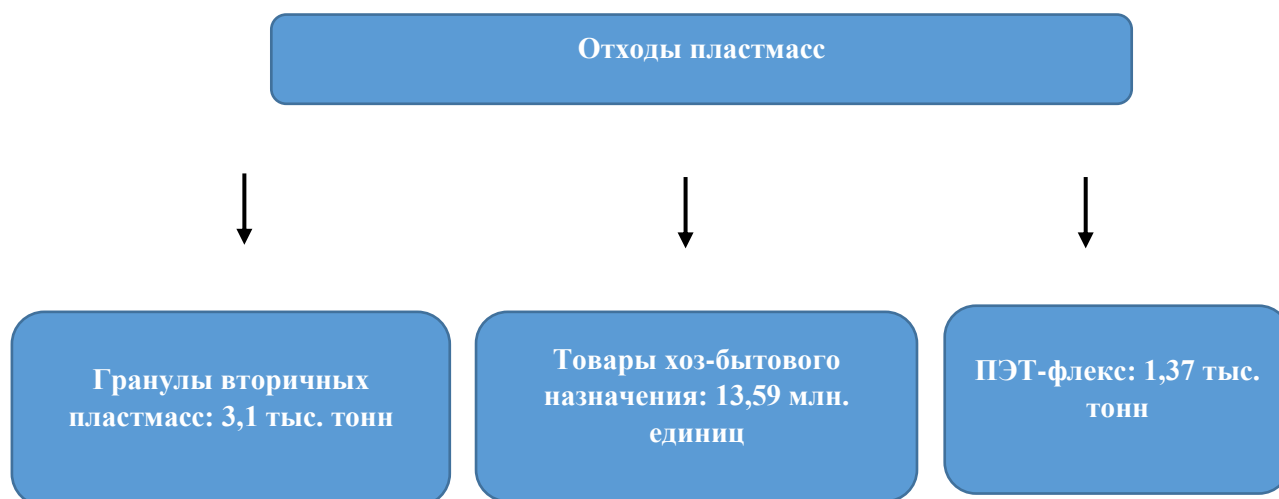 Отходы пластмасс
Гранулы вторичных
пластмасс: 3,1 тыс. тонн
Товары хоз-бытового
назначения: 13,59 млн.
единиц
ПЭТ-флекс: 1,37 тыс.
тонн